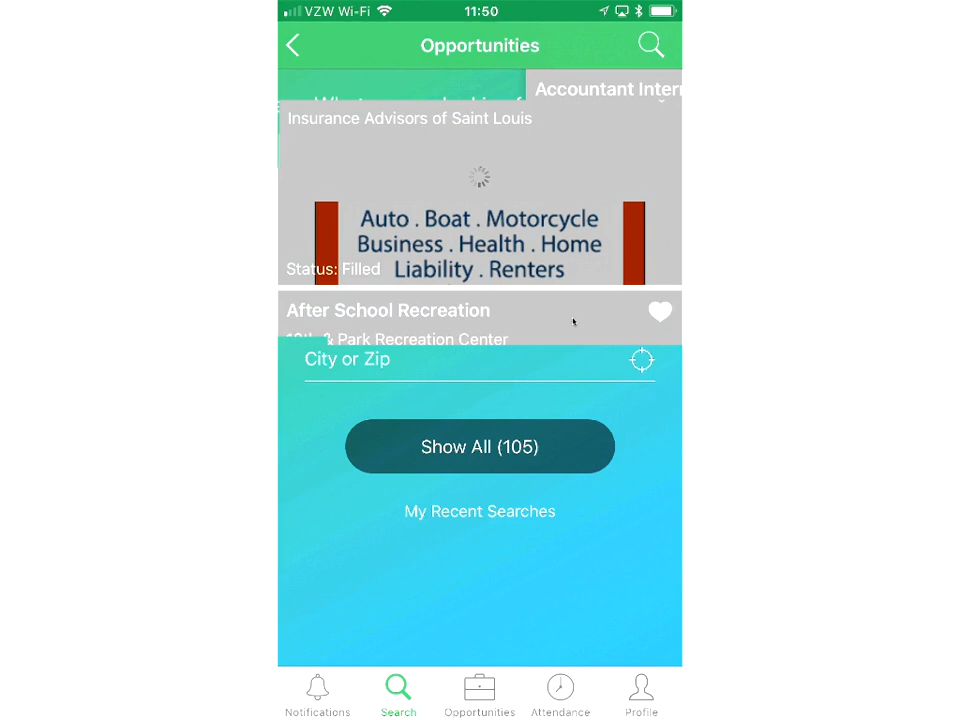 VZW Wi-Fi 11:50
Opportunities
Accountant Inter
Insurance Advisors of Saint Louis
Auto . Boat . Motorcycle
Business . Health . Home
Liability . Renters
Status: Filled
After School Recreation
& Park Recreation Center
City or Zip
Show All (105)
My Recent Searches
Notifications Search Opportunities Attendance Profile